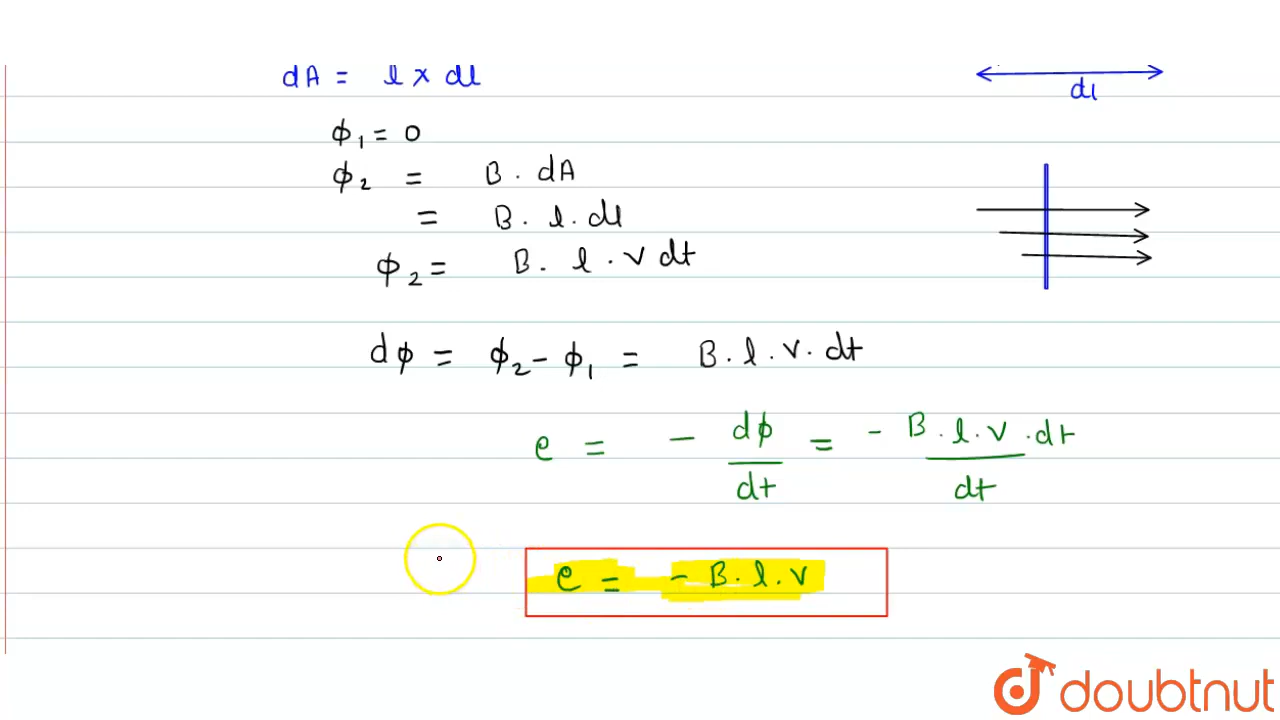 dA = l × dl
dl
ϕ₁ = 0
ϕ₂ = B . dA
= B . l . dl
ϕ₂ = B . l . v dt
dϕ = ϕ₂ - ϕ₁ = B . l . v . dt
e = - dϕ/dt = - B . l . v . dt/dt
e = - B . l . v
doubtnut